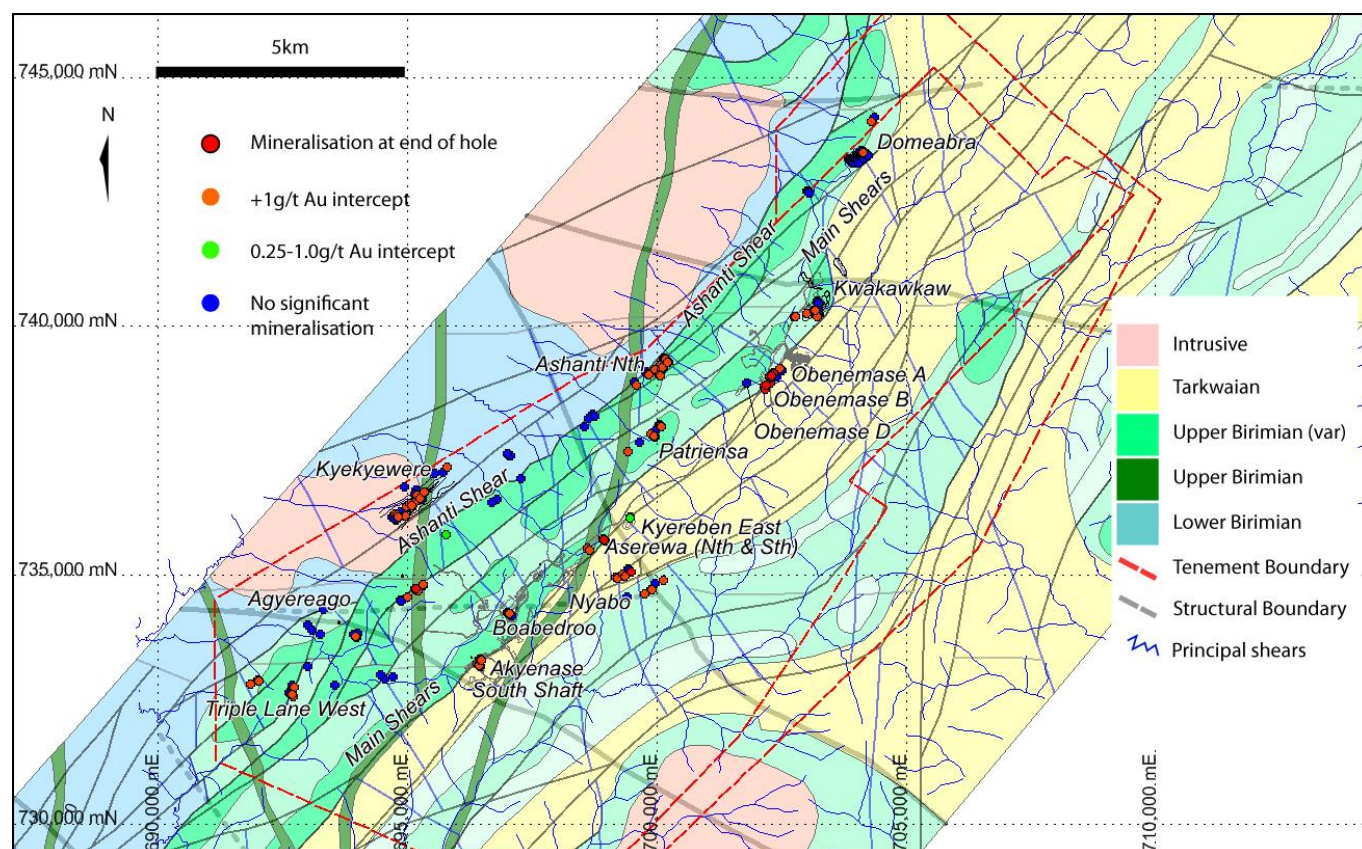 5km
745,000 mN
N
Mineralisation at end of hole
+1g/t Au intercept
0.25-1.0g/t Au intercept
No significant
mineralisation
Domeabra
Main Shears
Ashanti Shear
Kwakawkaw
740,000 mN
Ashanti Nth
Obenemase A
Obenemase B
Obenemase D
Patriensa
Kyekyewere
Ashanti Shear
Kyereben East
Aserewa (Nth & Sth)
735,000 mN
Agyereago
Nyabo
Boabedroo
Akyenase
South Shaft
Triple Lane West
Main Shears
730,000 mN
690,000 mE
695,000 mE
700,000 mE
705,000 mE
710,000 mE
Intrusive
Tarkwaian
Upper Birimian (var)
Upper Birimian
Lower Birimian
Tenement Boundary
Structural Boundary
Principal shears